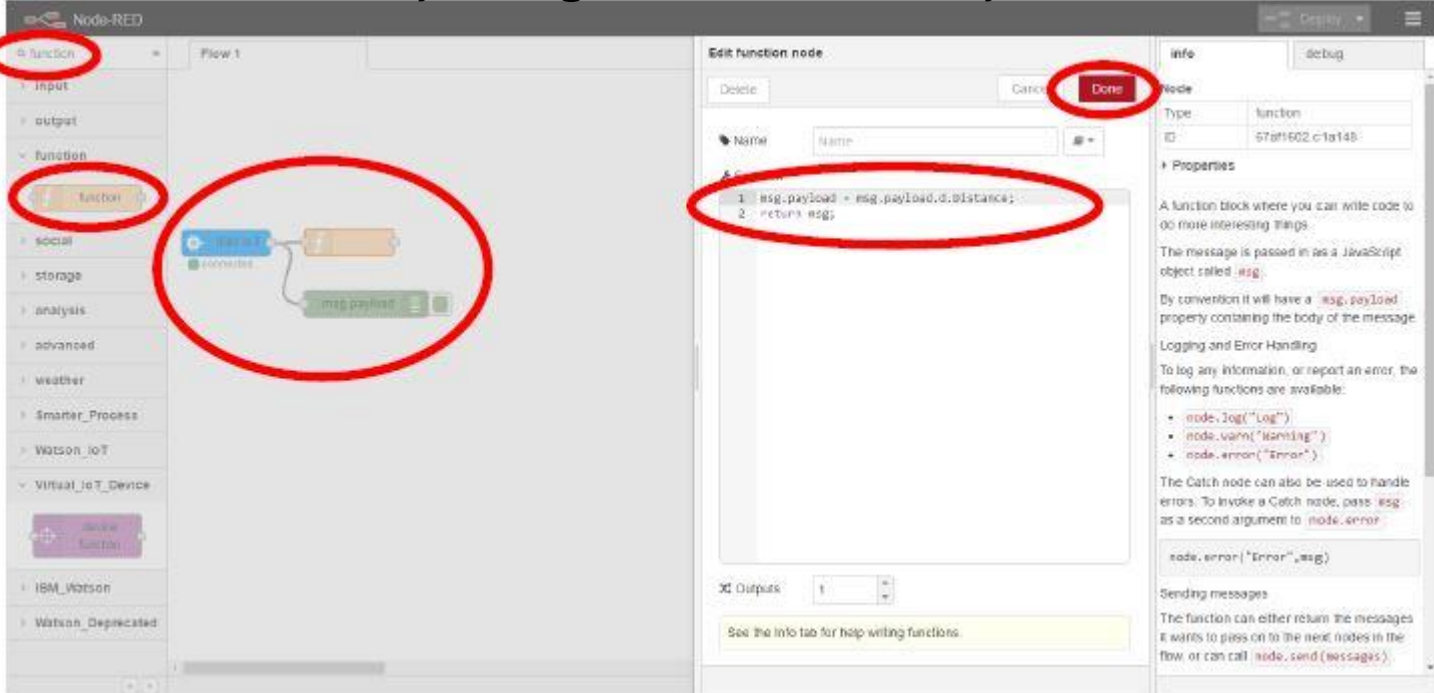 Node-RED
Deploy
function
Flow 1
Edit function node
info
debug
input
Delete
Cance
Done
Node
output
Type
function
function
Name
Name
ID
67af1602.c1a148
Properties
function
1 msg.payload = msg.payload.d.Distance;
2 return msg;
A function block where you can write code to
do more interesting things.
social
The message is passed in as a JavaScript
object called msg.
connected
storage
By convention it will have a msg.payload
property containing the body of the message.
msg.payload
analysis
Logging and Error Handling
advanced
To log any information, or report an error, the
following functions are available:
weather
Smarter_Process
node.log("Log")
node.warn("Warning")
node.error("Error")
Watson_IoT
Virtual_IoT_Device
The Catch node can also be used to handle
errors. To invoke a Catch node, pass msg
as a second argument to node.error
device
function
node.error("Error",msg)
IBM_Watson
Outputs
1
Sending messages
Watson_Deprecated
See the Info tab for help writing functions.
The function can either return the messages
it wants to pass on to the next nodes in the
flow, or can call node.send(messages).